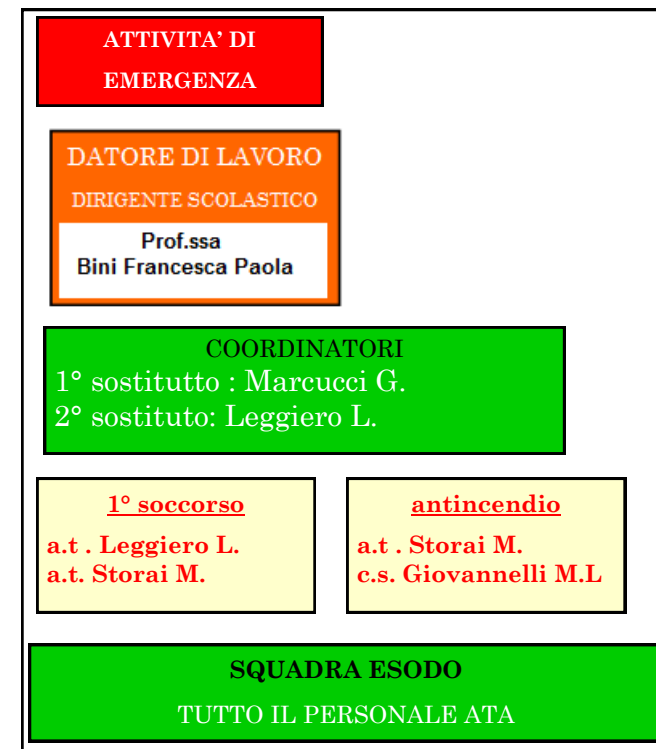 ATTIVITA’ DI
EMERGENZA
DATORE DI LAVORO
DIRIGENTE SCOLASTICO
Prof.ssa
Bini Francesca Paola
COORDINATORI
1° sostitutto : Marcucci G.
2° sostituto: Leggiero L.
1° soccorso
a.t . Leggiero L.
a.t. Storai M.
antincendio
a.t . Storai M.
c.s. Giovannelli M.L
SQUADRA ESODO
TUTTO IL PERSONALE ATA